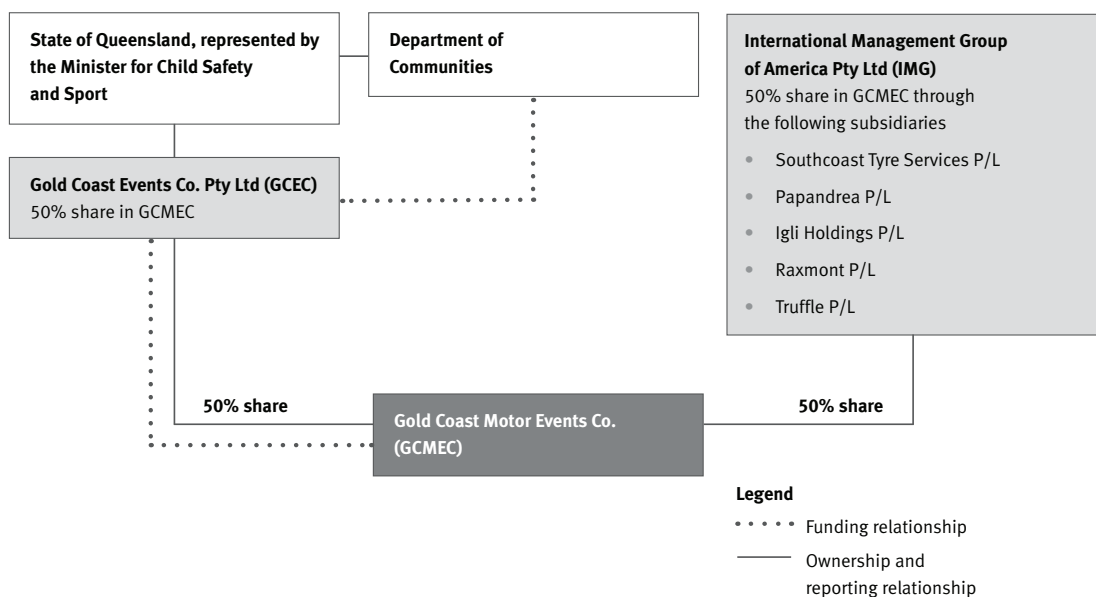 State of Queensland, represented by
the Minister for Child Safety
and Sport
Department of
Communities
International Management Group
of America Pty Ltd (IMG)
50% share in GCMEC through
the following subsidiaries
• Southcoast Tyre Services P/L
• Papandrea P/L
• Igli Holdings P/L
• Raxmont P/L
• Truffle P/L
Gold Coast Events Co. Pty Ltd (GCEC)
50% share in GCMEC
50% share
Gold Coast Motor Events Co.
(GCMEC)
50% share
Legend
Funding relationship
Ownership and
reporting relationship